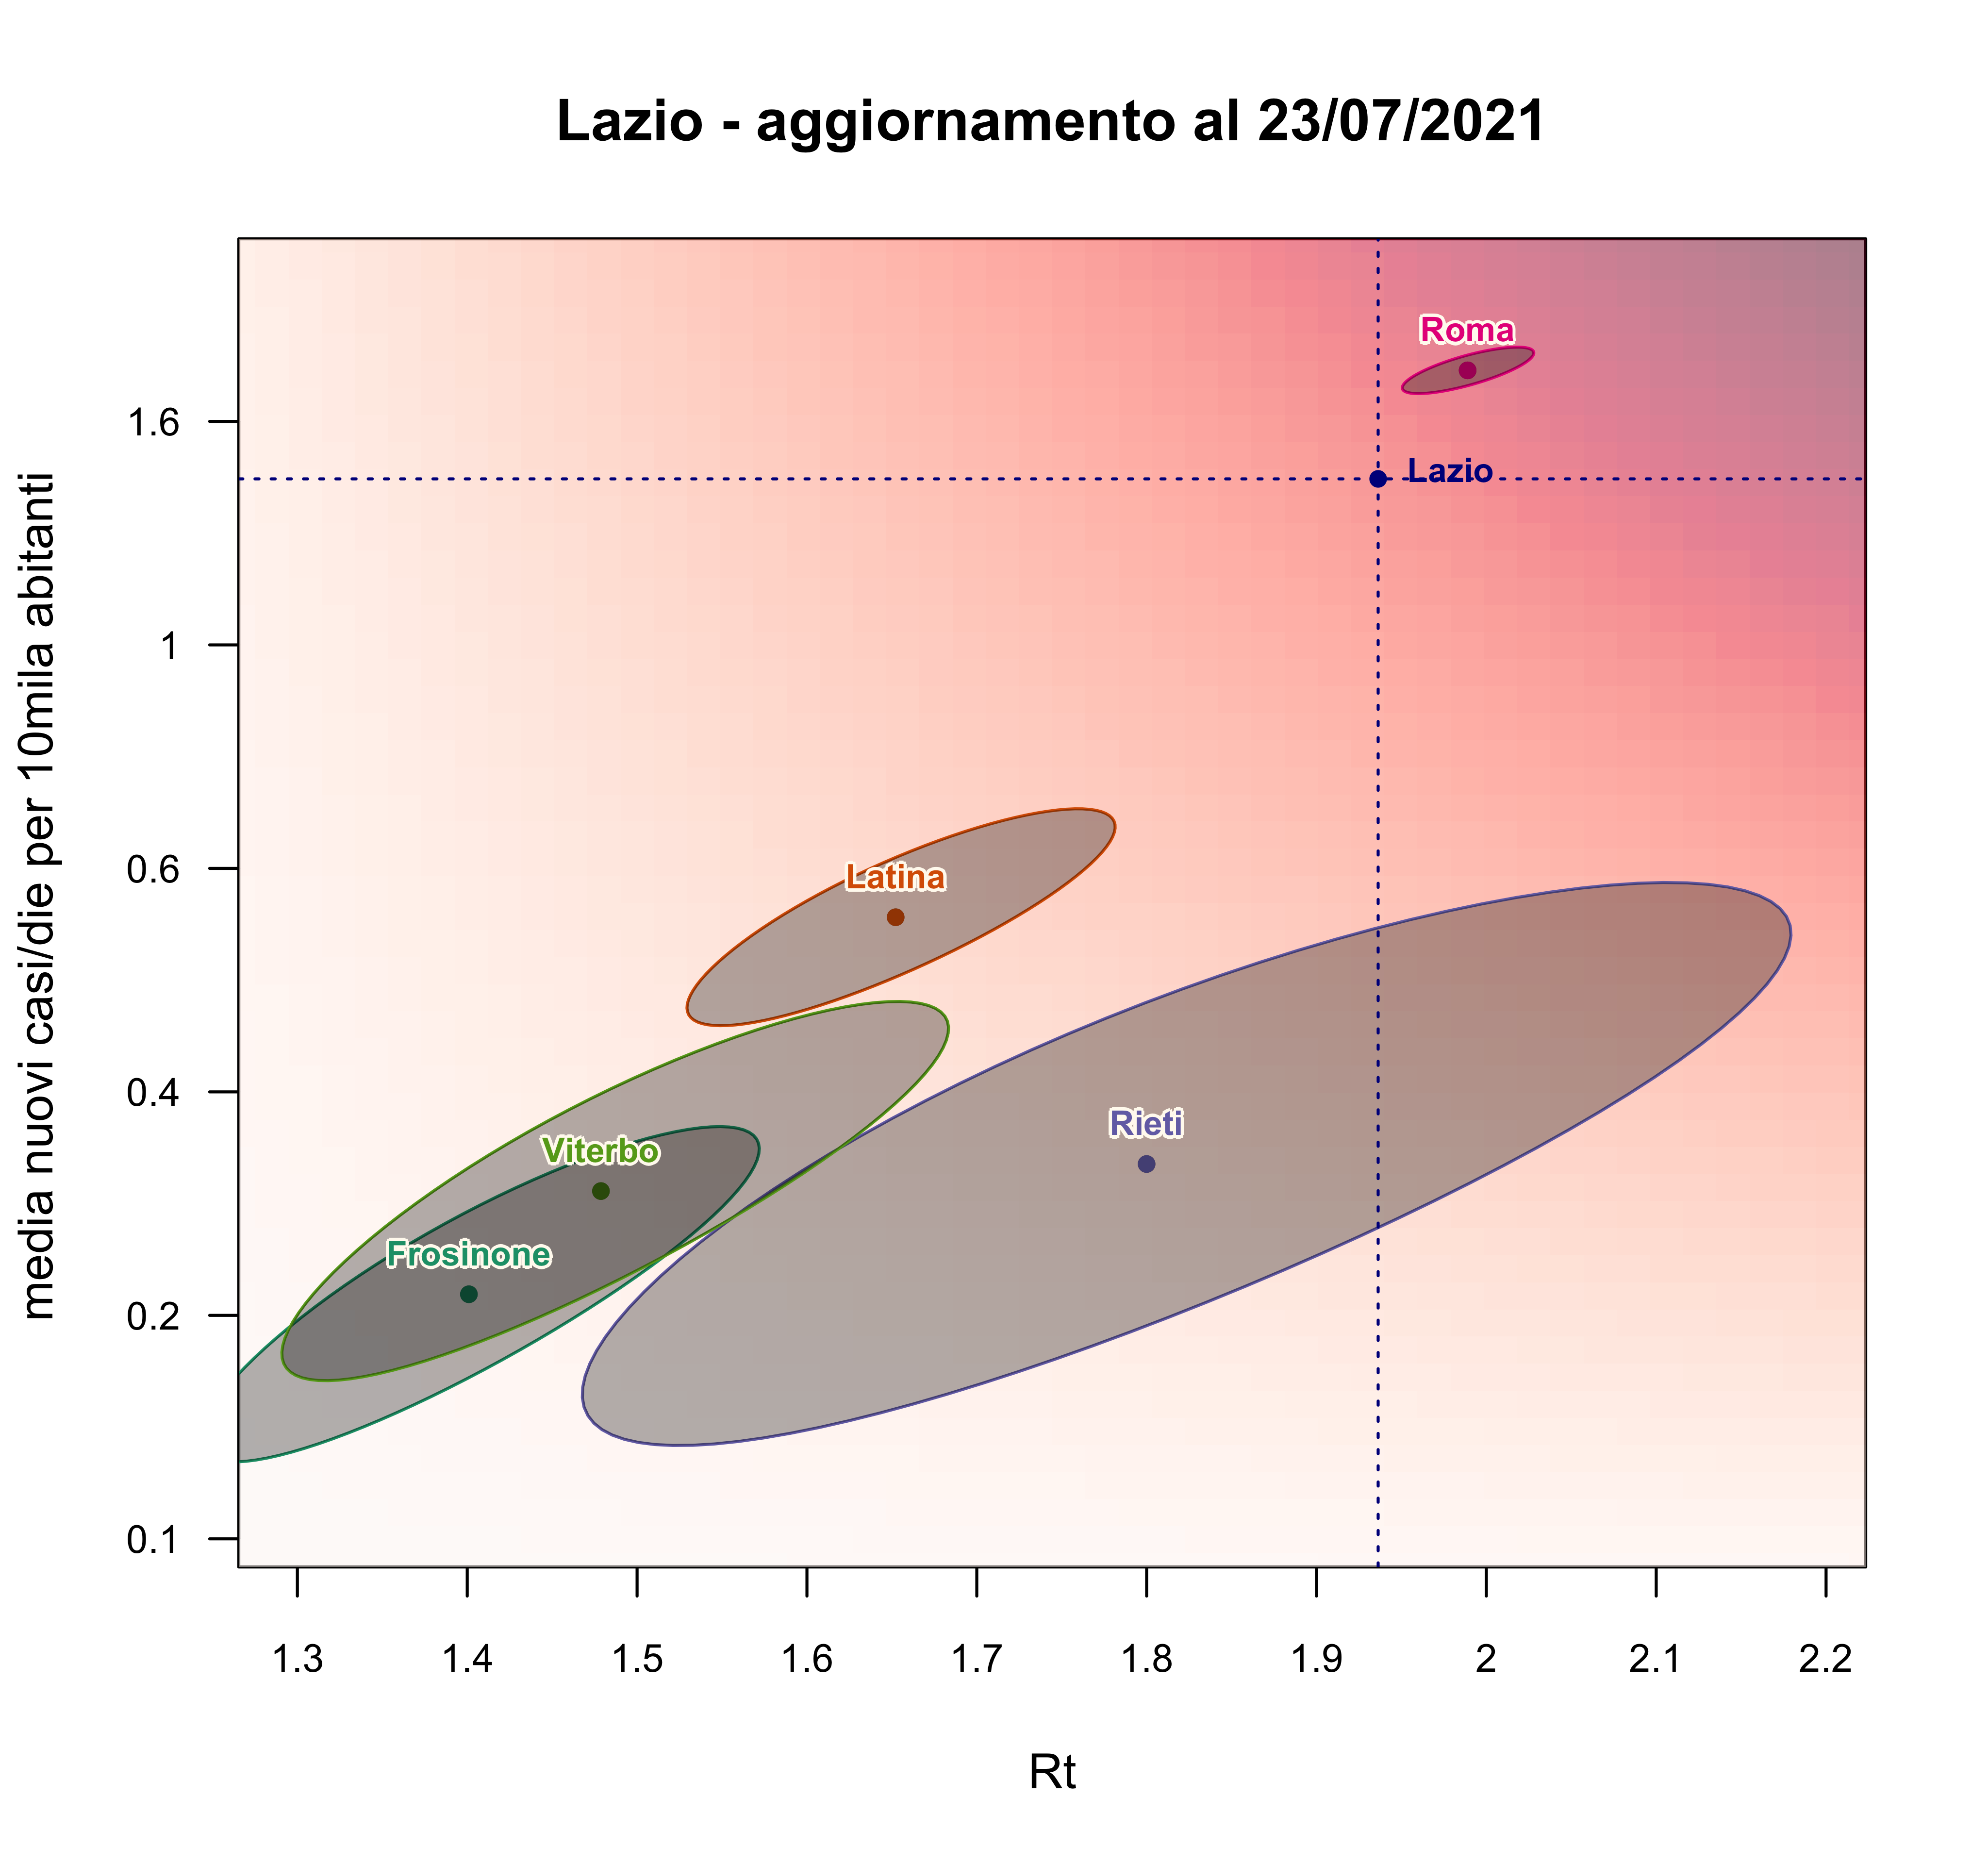 Lazio - aggiornamento al 23/07/2021
media nuovi casi/die per 10mila abitanti
1.6
1
0.6
0.4
0.2
0.1
Roma
Lazio
Latina
Rieti
Viterbo
Frosinone
1.3 1.4 1.5 1.6 1.7 1.8 1.9 2 2.1 2.2
Rt